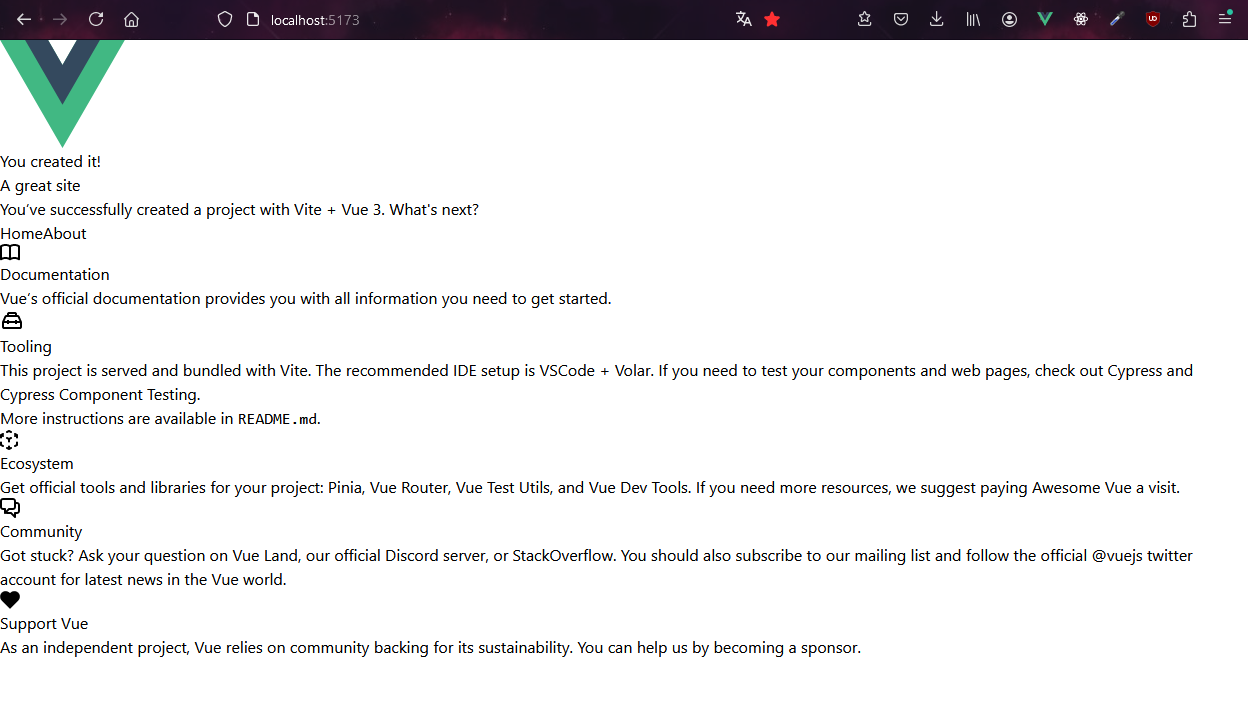 localhost:5173
You created it!
A great site
You’ve successfully created a project with Vite + Vue 3. What's next?
HomeAbout
Documentation
Vue’s official documentation provides you with all information you need to get started.
Tooling
This project is served and bundled with Vite. The recommended IDE setup is VSCode + Volar. If you need to test your components and web pages, check out Cypress and
Cypress Component Testing.
More instructions are available in README.md.
Ecosystem
Get official tools and libraries for your project: Pinia, Vue Router, Vue Test Utils, and Vue Dev Tools. If you need more resources, we suggest paying Awesome Vue a visit.
Community
Got stuck? Ask your question on Vue Land, our official Discord server, or StackOverflow. You should also subscribe to our mailing list and follow the official @vuejs twitter
account for latest news in the Vue world.
Support Vue
As an independent project, Vue relies on community backing for its sustainability. You can help us by becoming a sponsor.